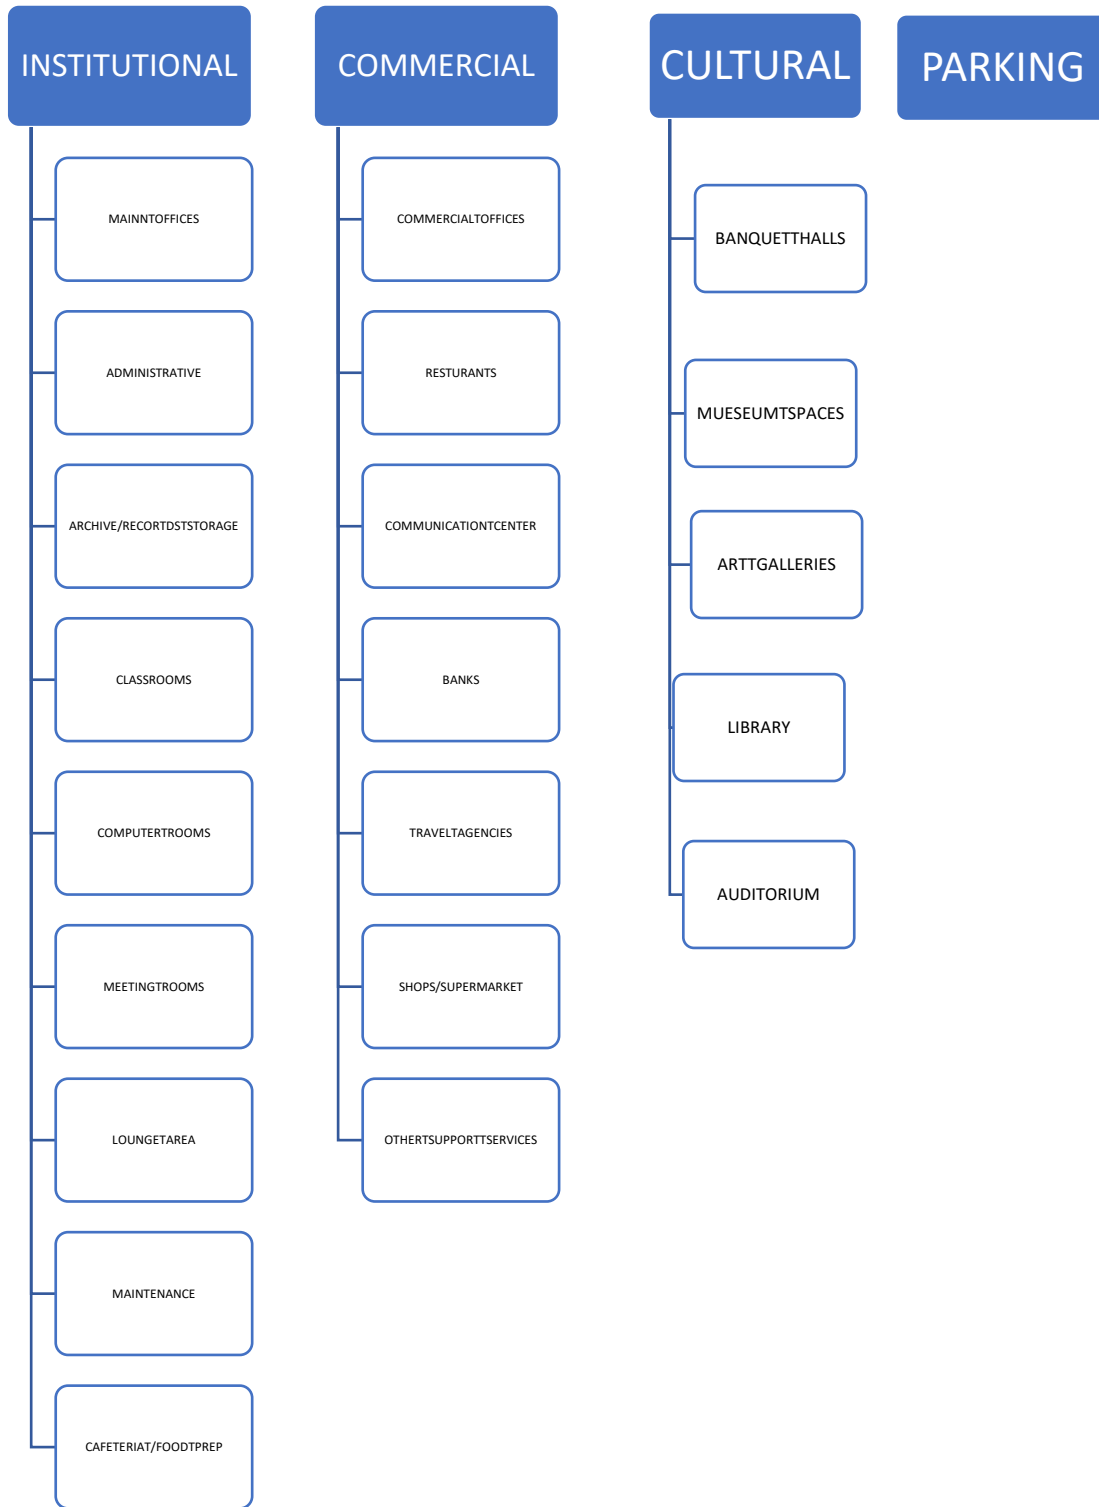 INSTITUTIONAL
MAINNTOFFICES
ADMINISTRATIVE
ARCHIVE/RECORTDSTSTORAGE
CLASSROOMS
COMPUTERTROOMS
MEETINGTROOMS
LOUNGETAREA
MAINTENANCE
CAFETERIAT/FOODTPREP
COMMERCIAL
COMMERCIALTOFFICES
RESTURANTS
COMMUNICATIONTCENTER
BANKS
TRAVELTAGENCIES
SHOPS/SUPERMARKET
OTHERTSUPPORTTSERVICES
CULTURAL
BANQUETTHALLS
MUESEUMTSPACES
ARTTGALLERIES
LIBRARY
AUDITORIUM
PARKING